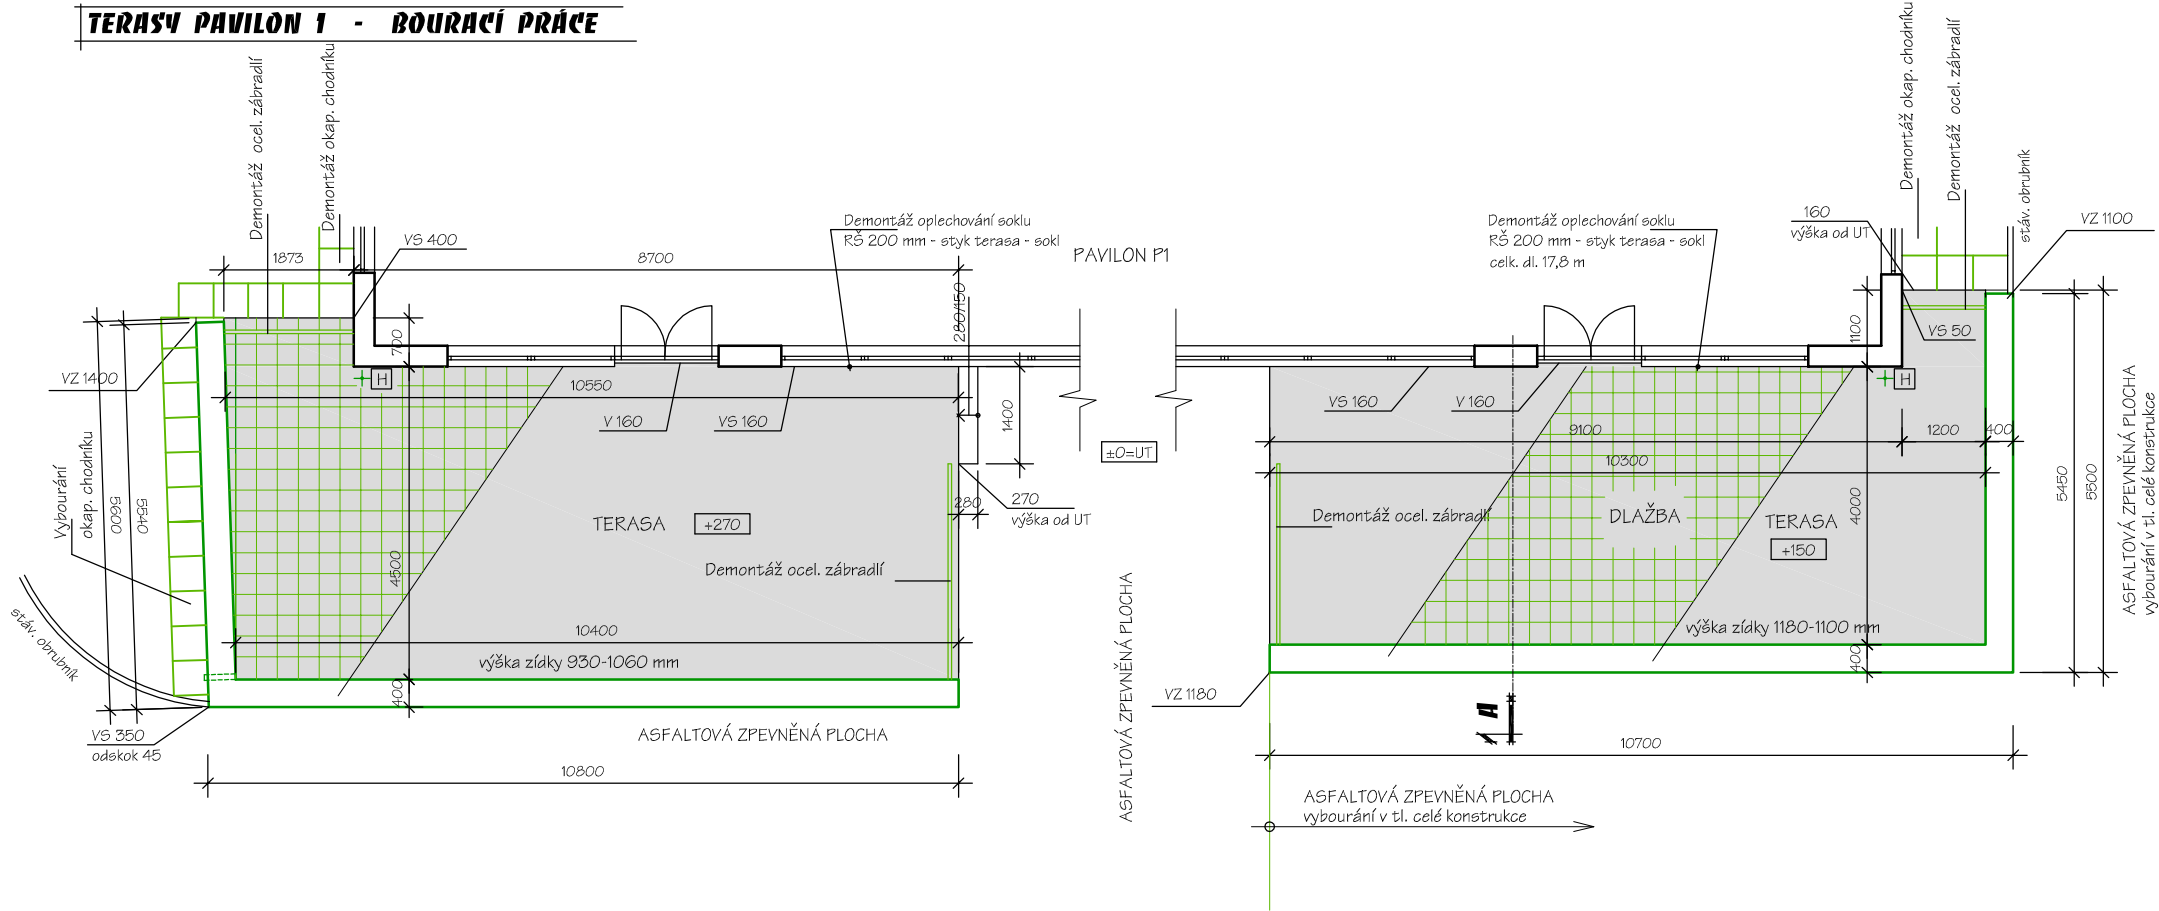 TERASY PAVILON 1 - BOURACÍ PRÁCE
Demontáž ocel. zábradlí
Demontáž okap. chodníku
VS 400
1873
8700
Demontáž oplechování soklu
RŠ 200 mm - styk terasa - sokl
PAVILON P1
280/150
700
VZ 1400
H
10550
V 160
VS 160
1400
±0=UT
Vybourání
okap. chodníku
5600
5540
4500
TERASA
+270
280
270
výška od UT
Demontáž ocel. zábradlí
stáv. obrubník
10400
výška zídky 930-1060 mm
400
VS 350
odskok 45
ASFALTOVÁ ZPEVNĚNÁ PLOCHA
10800
Demontáž oplechování soklu
RŠ 200 mm - styk terasa - sokl
celk. dl. 17,8 m
Demontáž okap. chodníku
Demontáž ocel. zábradlí
stáv. obrubník
160
výška od UT
VZ 1100
1100
VS 50
H
VS 160
V 160
9100
1200
400
10300
Demontáž ocel. zábradlí
DLAŽBA
TERASA
+150
4000
5450
5500
ASFALTOVÁ ZPEVNĚNÁ PLOCHA
vybourání v tl. celé konstrukce
výška zídky 1180-1100 mm
400
ASFALTOVÁ ZPEVNĚNÁ PLOCHA
VZ 1180
1 A
10700
ASFALTOVÁ ZPEVNĚNÁ PLOCHA
vybourání v tl. celé konstrukce